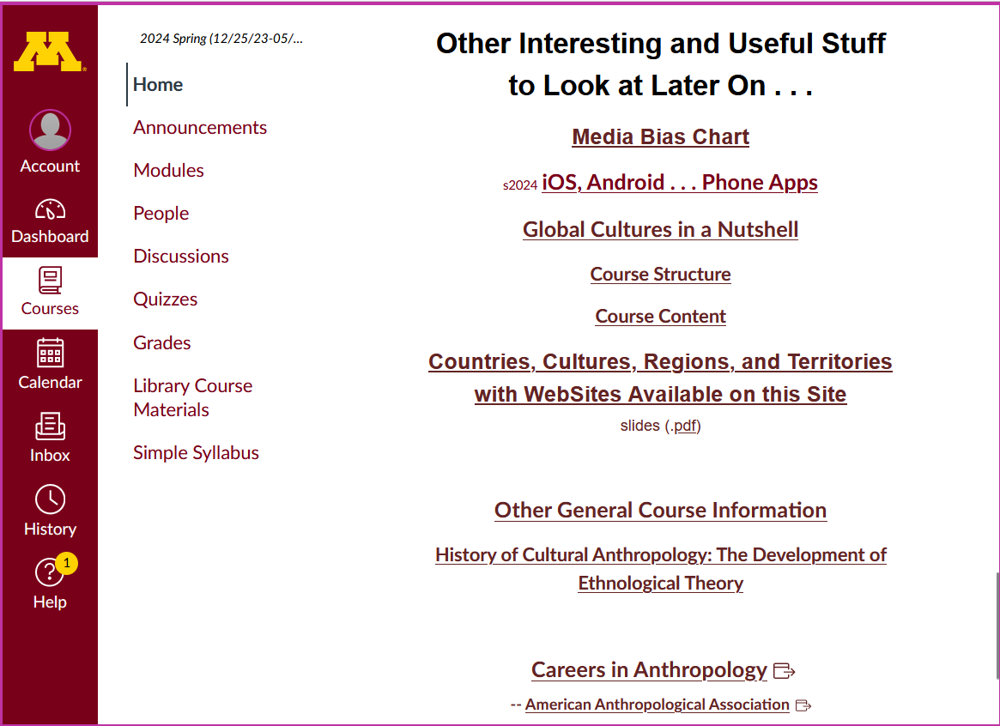 M
Account
Dashboard
Courses
Calendar
Inbox
History
1
Help
2024 Spring (12/25/23-05/...
Home
Announcements
Modules
People
Discussions
Quizzes
Grades
Library Course
Materials
Simple Syllabus
Other Interesting and Useful Stuff
to Look at Later On . . .
Media Bias Chart
s2024 iOS, Android . . . Phone Apps
Global Cultures in a Nutshell
Course Structure
Course Content
Countries, Cultures, Regions, and Territories
with WebSites Available on this Site
slides (.pdf)
Other General Course Information
History of Cultural Anthropology: The Development of
Ethnological Theory
Careers in Anthropology
-- American Anthropological Association